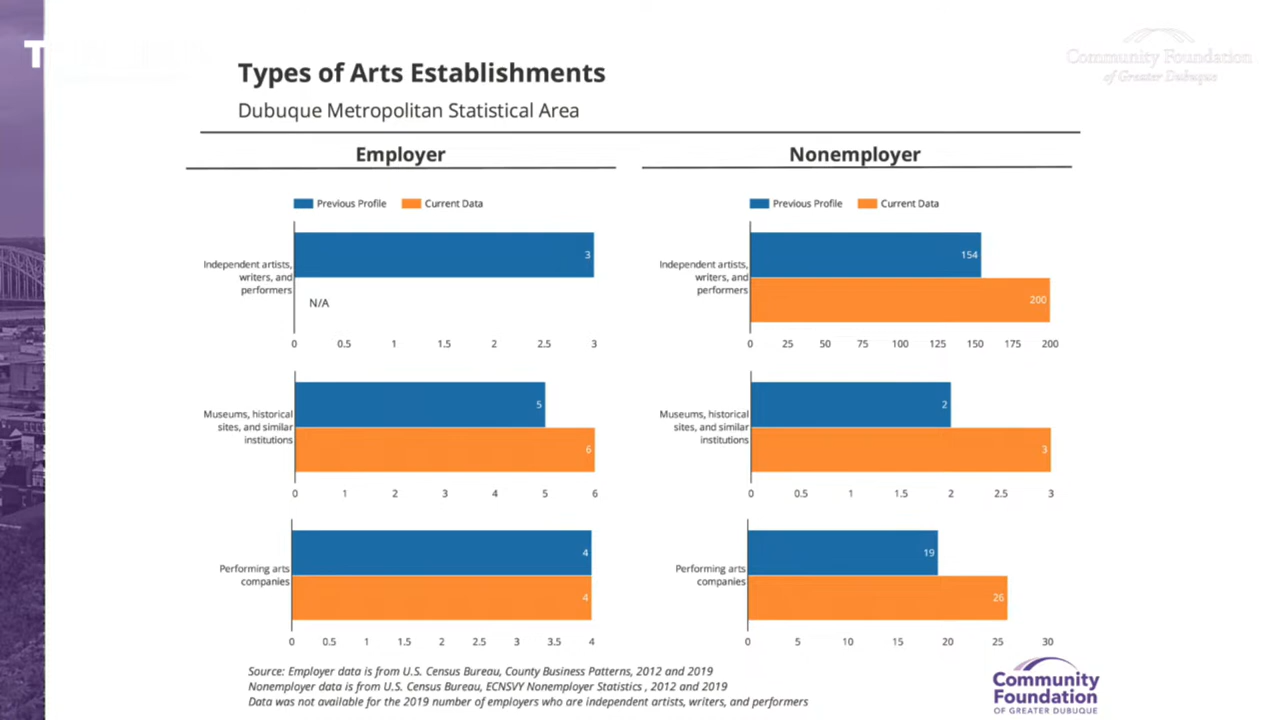 Community Foundation
of Greater Dubuque
Types of Arts Establishments
Dubuque Metropolitan Statistical Area
Employer
Previous Profile
Current Data
Independent artists,
writers, and
performers
3
N/A
0 0.5 1 1.5 2 2.5 3
Museums, historical
sites, and similar
institutions
5
6
0 1 2 3 4 5 6
Performing arts
companies
4
4
0 0.5 1 1.5 2 2.5 3 3.5 4
Nonemployer
Previous Profile
Current Data
Independent artists,
writers, and
performers
154
200
0 25 50 75 100 125 150 175 200
Museums, historical
sites, and similar
institutions
2
3
0 0.5 1 1.5 2 2.5 3
Performing arts
companies
19
26
0 5 10 15 20 25 30
Source: Employer data is from U.S. Census Bureau, County Business Patterns, 2012 and 2019
Nonemployer data is from U.S. Census Bureau, ECNSVY Nonemployer Statistics , 2012 and 2019
Data was not available for the 2019 number of employers who are independent artists, writers, and performers
Community
Foundation
OF GREATER DUBUQUE